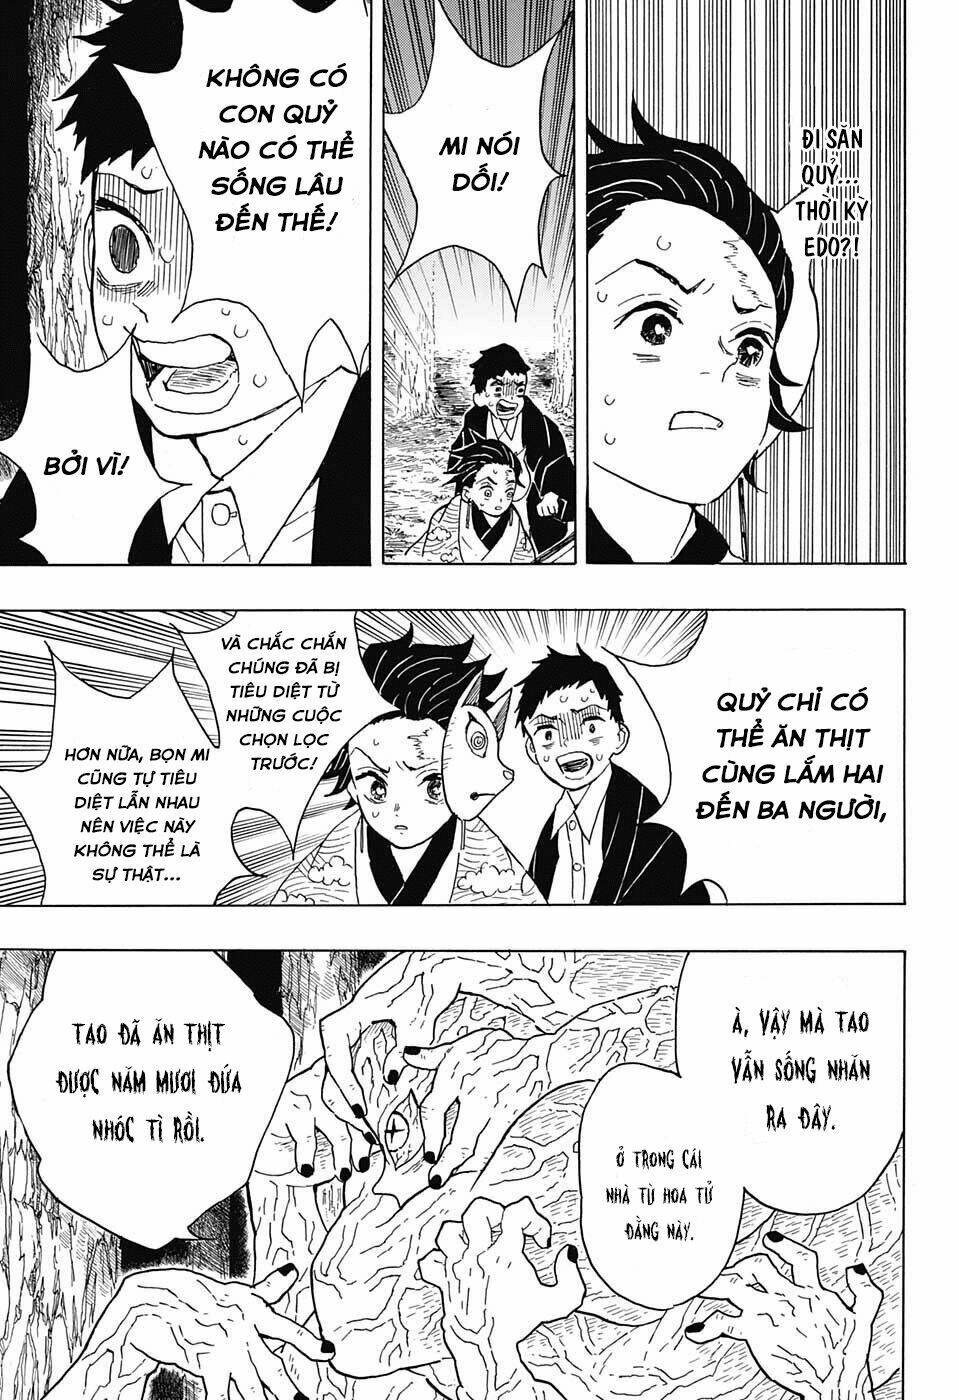 ĐI SĂN
QUỶ...
THỜI KỲ
EDO?!
MI NÓI
DỐI!
KHÔNG CÓ
CON QUỶ
NÀO CÓ THỂ
SỐNG LÂU
ĐẾN THẾ!
BỞI VÌ!
QUỶ CHỈ CÓ
THỂ ĂN THỊT
CÙNG LẮM HAI
ĐẾN BA NGƯỜI,
VÀ CHẮC CHẮN
CHÚNG ĐÃ BỊ
TIÊU DIỆT TỪ
NHỮNG CUỘC
CHỌN LỌC
TRƯỚC!
HƠN NỮA, BỌN MI
CŨNG TỰ TIÊU
DIỆT LẪN NHAU
NÊN VIỆC NÀY
KHÔNG THỂ LÀ
SỰ THẬT...
À, VẬY MÀ TAO
VẪN SỐNG NHĂN
RA ĐÂY.
Ở TRONG CÁI
NHÀ TÙ HOA TỬ
ĐẰNG NÀY.
TAO ĐÃ ĂN THỊT
ĐƯỢC NĂM MƯƠI ĐỨA
NHÓC TÌ RỒI.